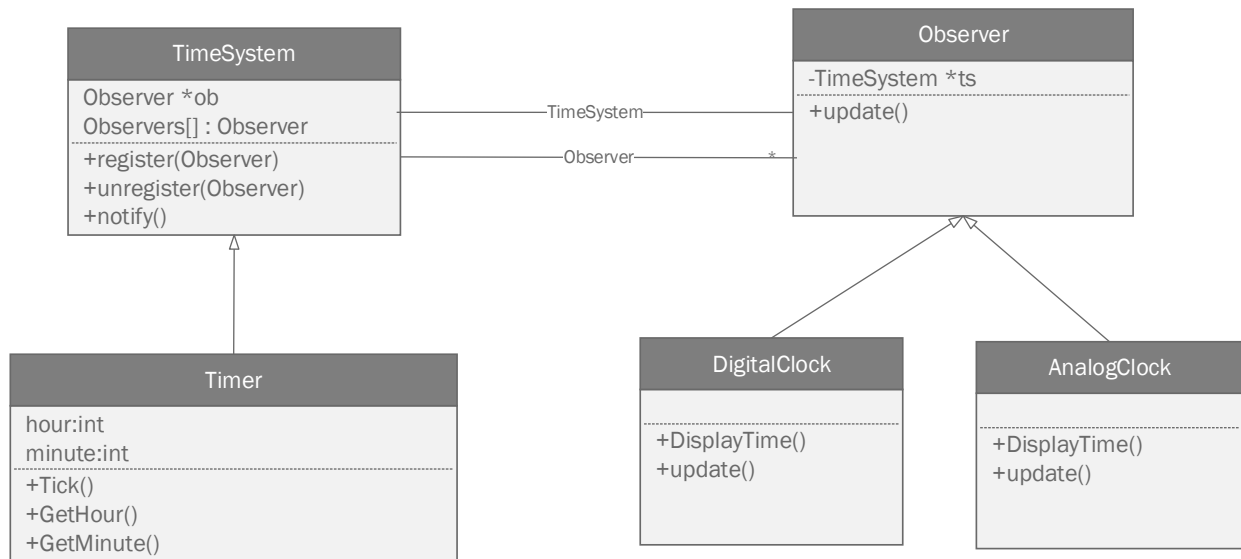 TimeSystem
Observer *ob
Observers[] : Observer
+register(Observer)
+unregister(Observer)
+notify()
TimeSystem
Observer
*
Observer
-TimeSystem *ts
+update()
Timer
hour:int
minute:int
+Tick()
+GetHour()
+GetMinute()
DigitalClock
+DisplayTime()
+update()
AnalogClock
+DisplayTime()
+update()